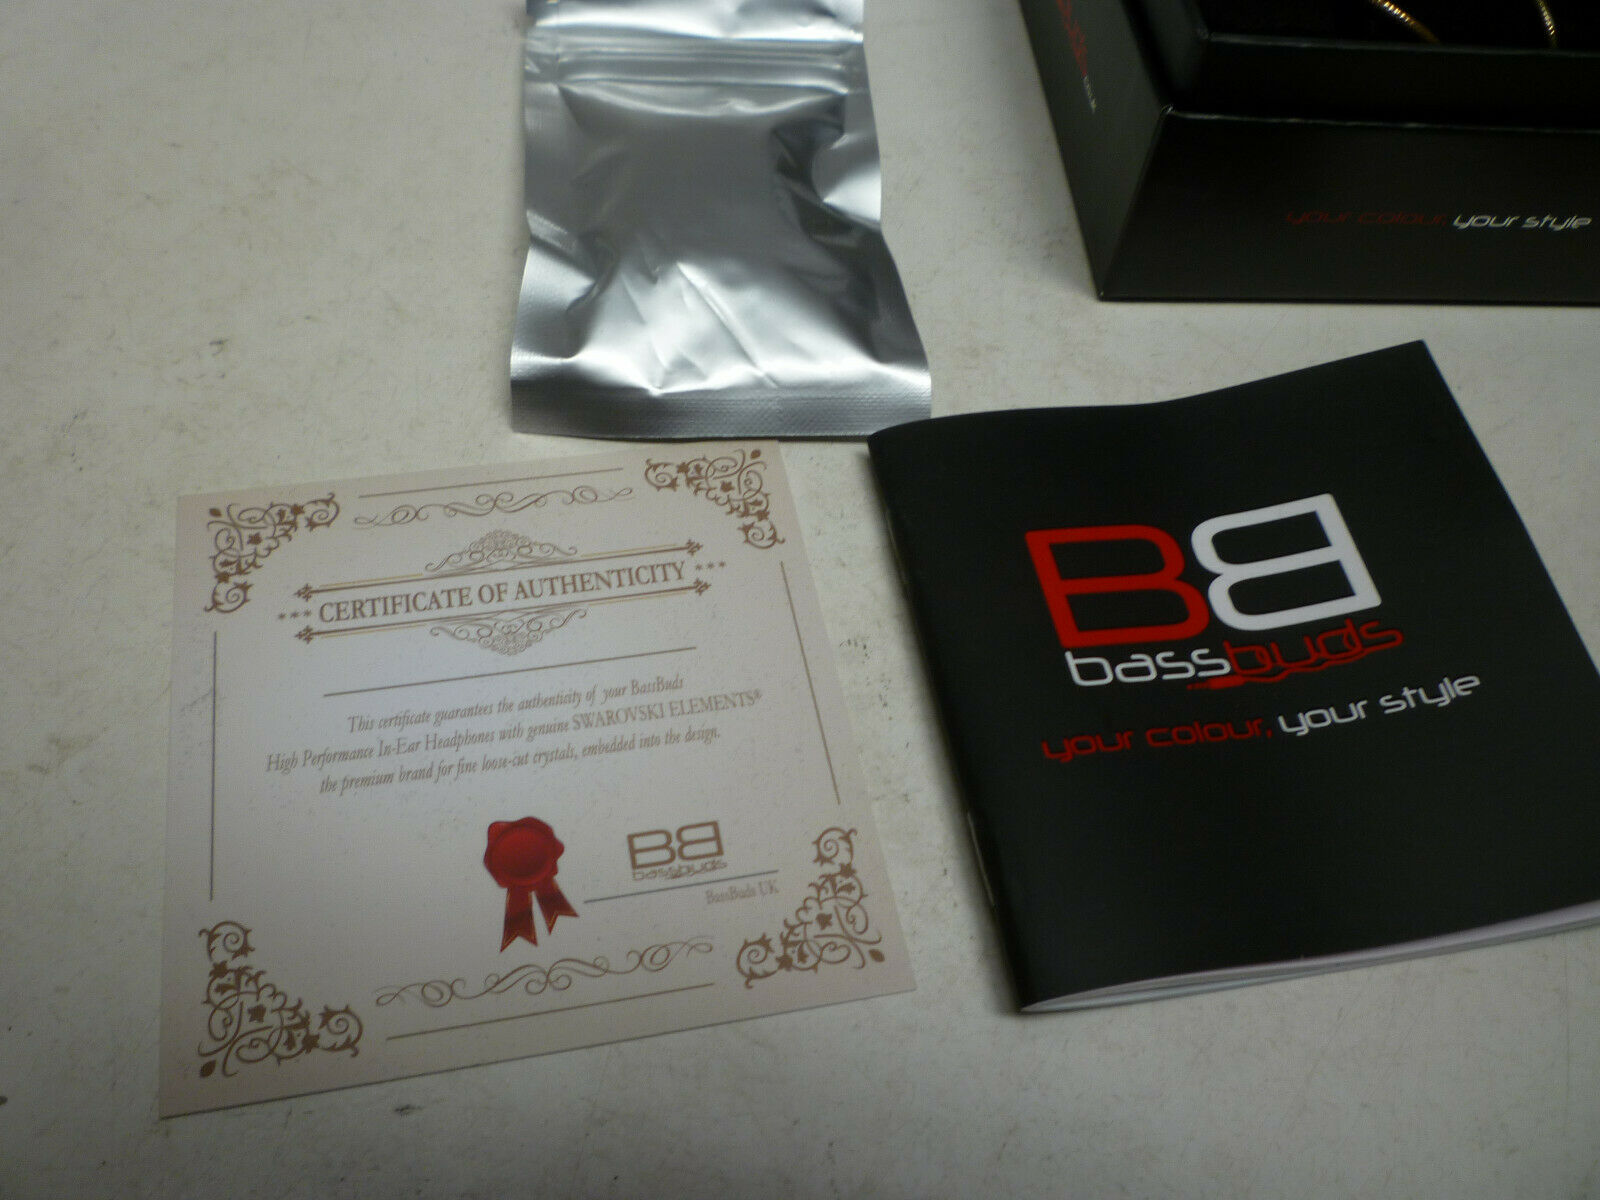 your colour, your style
CERTIFICATE OF AUTHENTICITY
This certificate guarantees the authenticity of your BassBuds
High Performance In-Ear Headphones with genuine SWAROVSKI ELEMENTS®
the premium brand for fine loose-cut crystals, embedded into the design.
BB
bassbuds
BassBuds UK
BB
bassbuds
your colour, your style